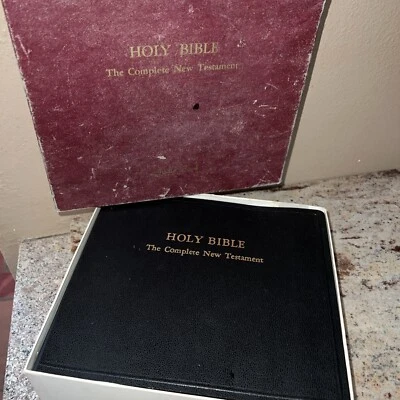 HOLY BIBLE
The Complete New Testament
HOLY BIBLE
The Complete New Testament